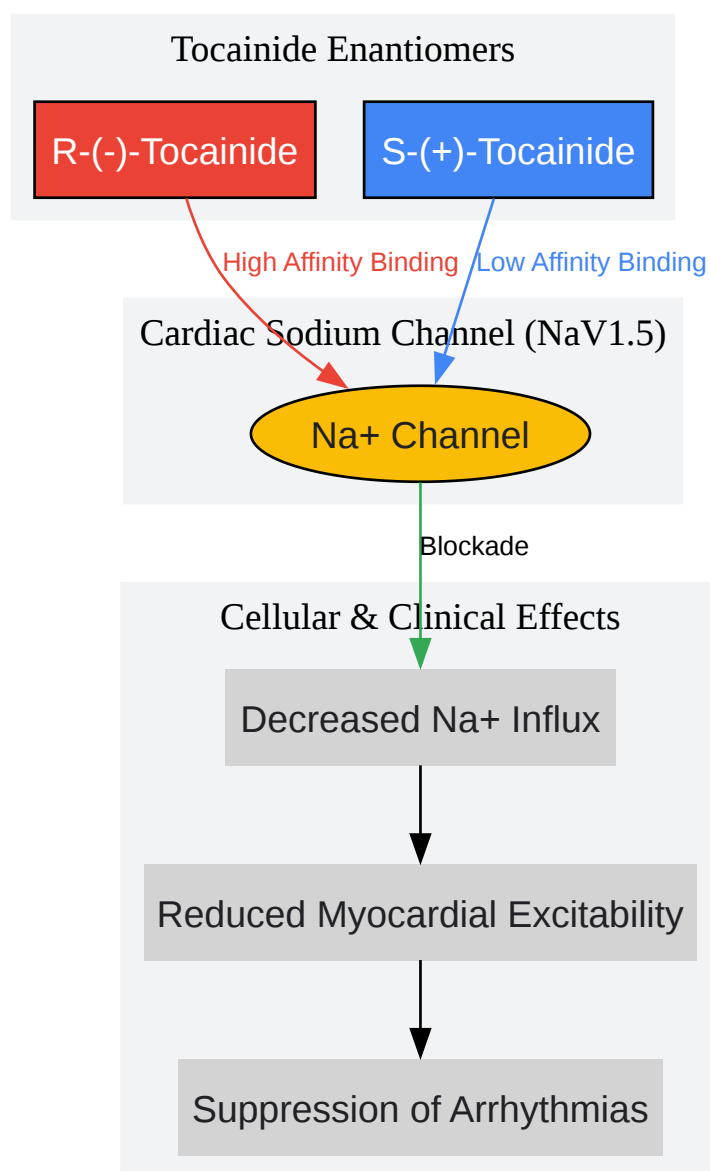 Tocainide Enantiomers
R-(-)-Tocainide
S-(+)-Tocainide
High Affinity Binding
Low Affinity Binding
Cardiac Sodium Channel (NaV1.5)
Na+ Channel
Blockade
Cellular & Clinical Effects
Decreased Na+ Influx
Reduced Myocardial Excitability
Suppression of Arrhythmias